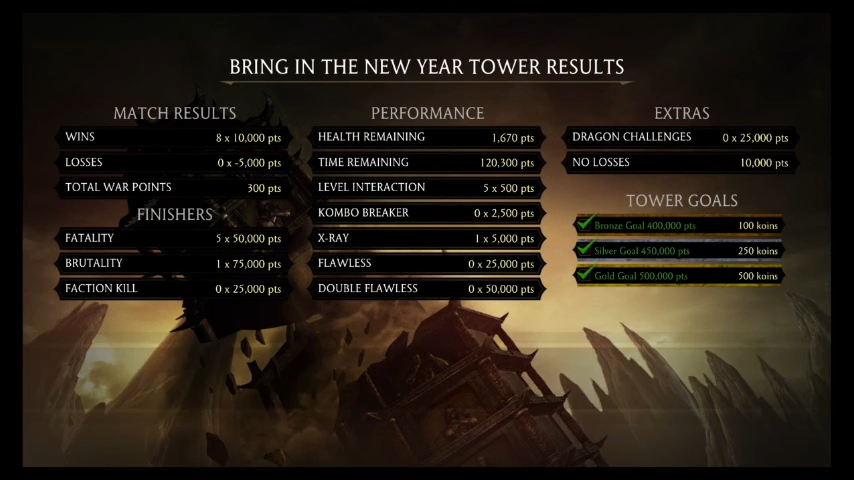 BRING IN THE NEW YEAR TOWER RESULTS
MATCH RESULTS
WINS 8 x 10,000 pts
LOSSES 0 x -5,000 pts
TOTAL WAR POINTS 300 pts
FINISHERS
FATALITY 5 x 50,000 pts
BRUTALITY 1 x 75,000 pts
FACTION KILL 0 x 25,000 pts
PERFORMANCE
HEALTH REMAINING 1,670 pts
TIME REMAINING 120,300 pts
LEVEL INTERACTION 5 x 500 pts
KOMBO BREAKER 0 x 2,500 pts
X-RAY 1 x 5,000 pts
FLAWLESS 0 x 25,000 pts
DOUBLE FLAWLESS 0 x 50,000 pts
EXTRAS
DRAGON CHALLENGES 0 x 25,000 pts
NO LOSSES 10,000 pts
TOWER GOALS
Bronze Goal 400,000 pts 100 koins
Silver Goal 450,000 pts 250 koins
Gold Goal 500,000 pts 500 koins